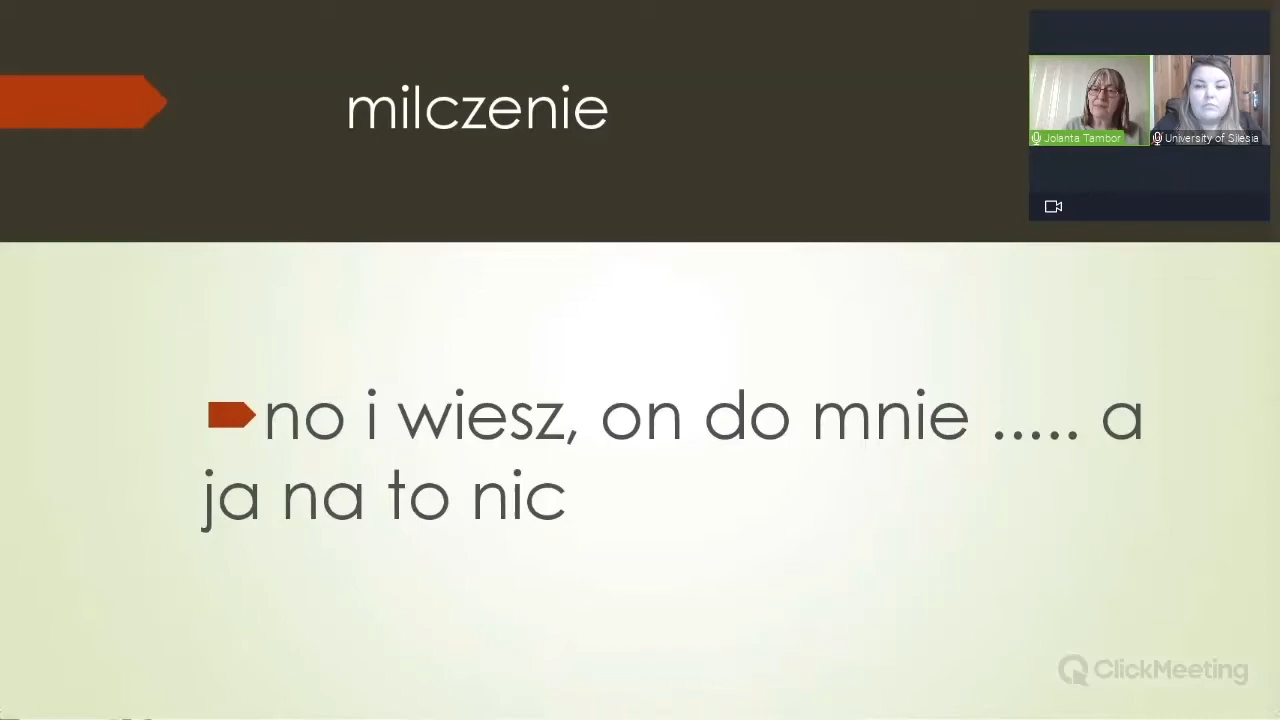 milczenie
Jolanta Tambor
University of Silesia
no i wiesz, on do mnie ..... a
ja na to nic
ClickMeeting